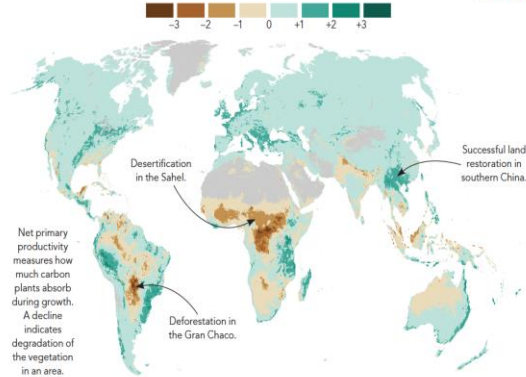 −3 −2 −1 0 +1 +2 +3
Desertification
in the Sahel.
Successful land
restoration in
southern China.
Net primary
productivity
measures how
much carbon
plants absorb
during growth.
A decline
indicates
degradation of
the vegetation
in an area.
Deforestation in
the Gran Chaco.